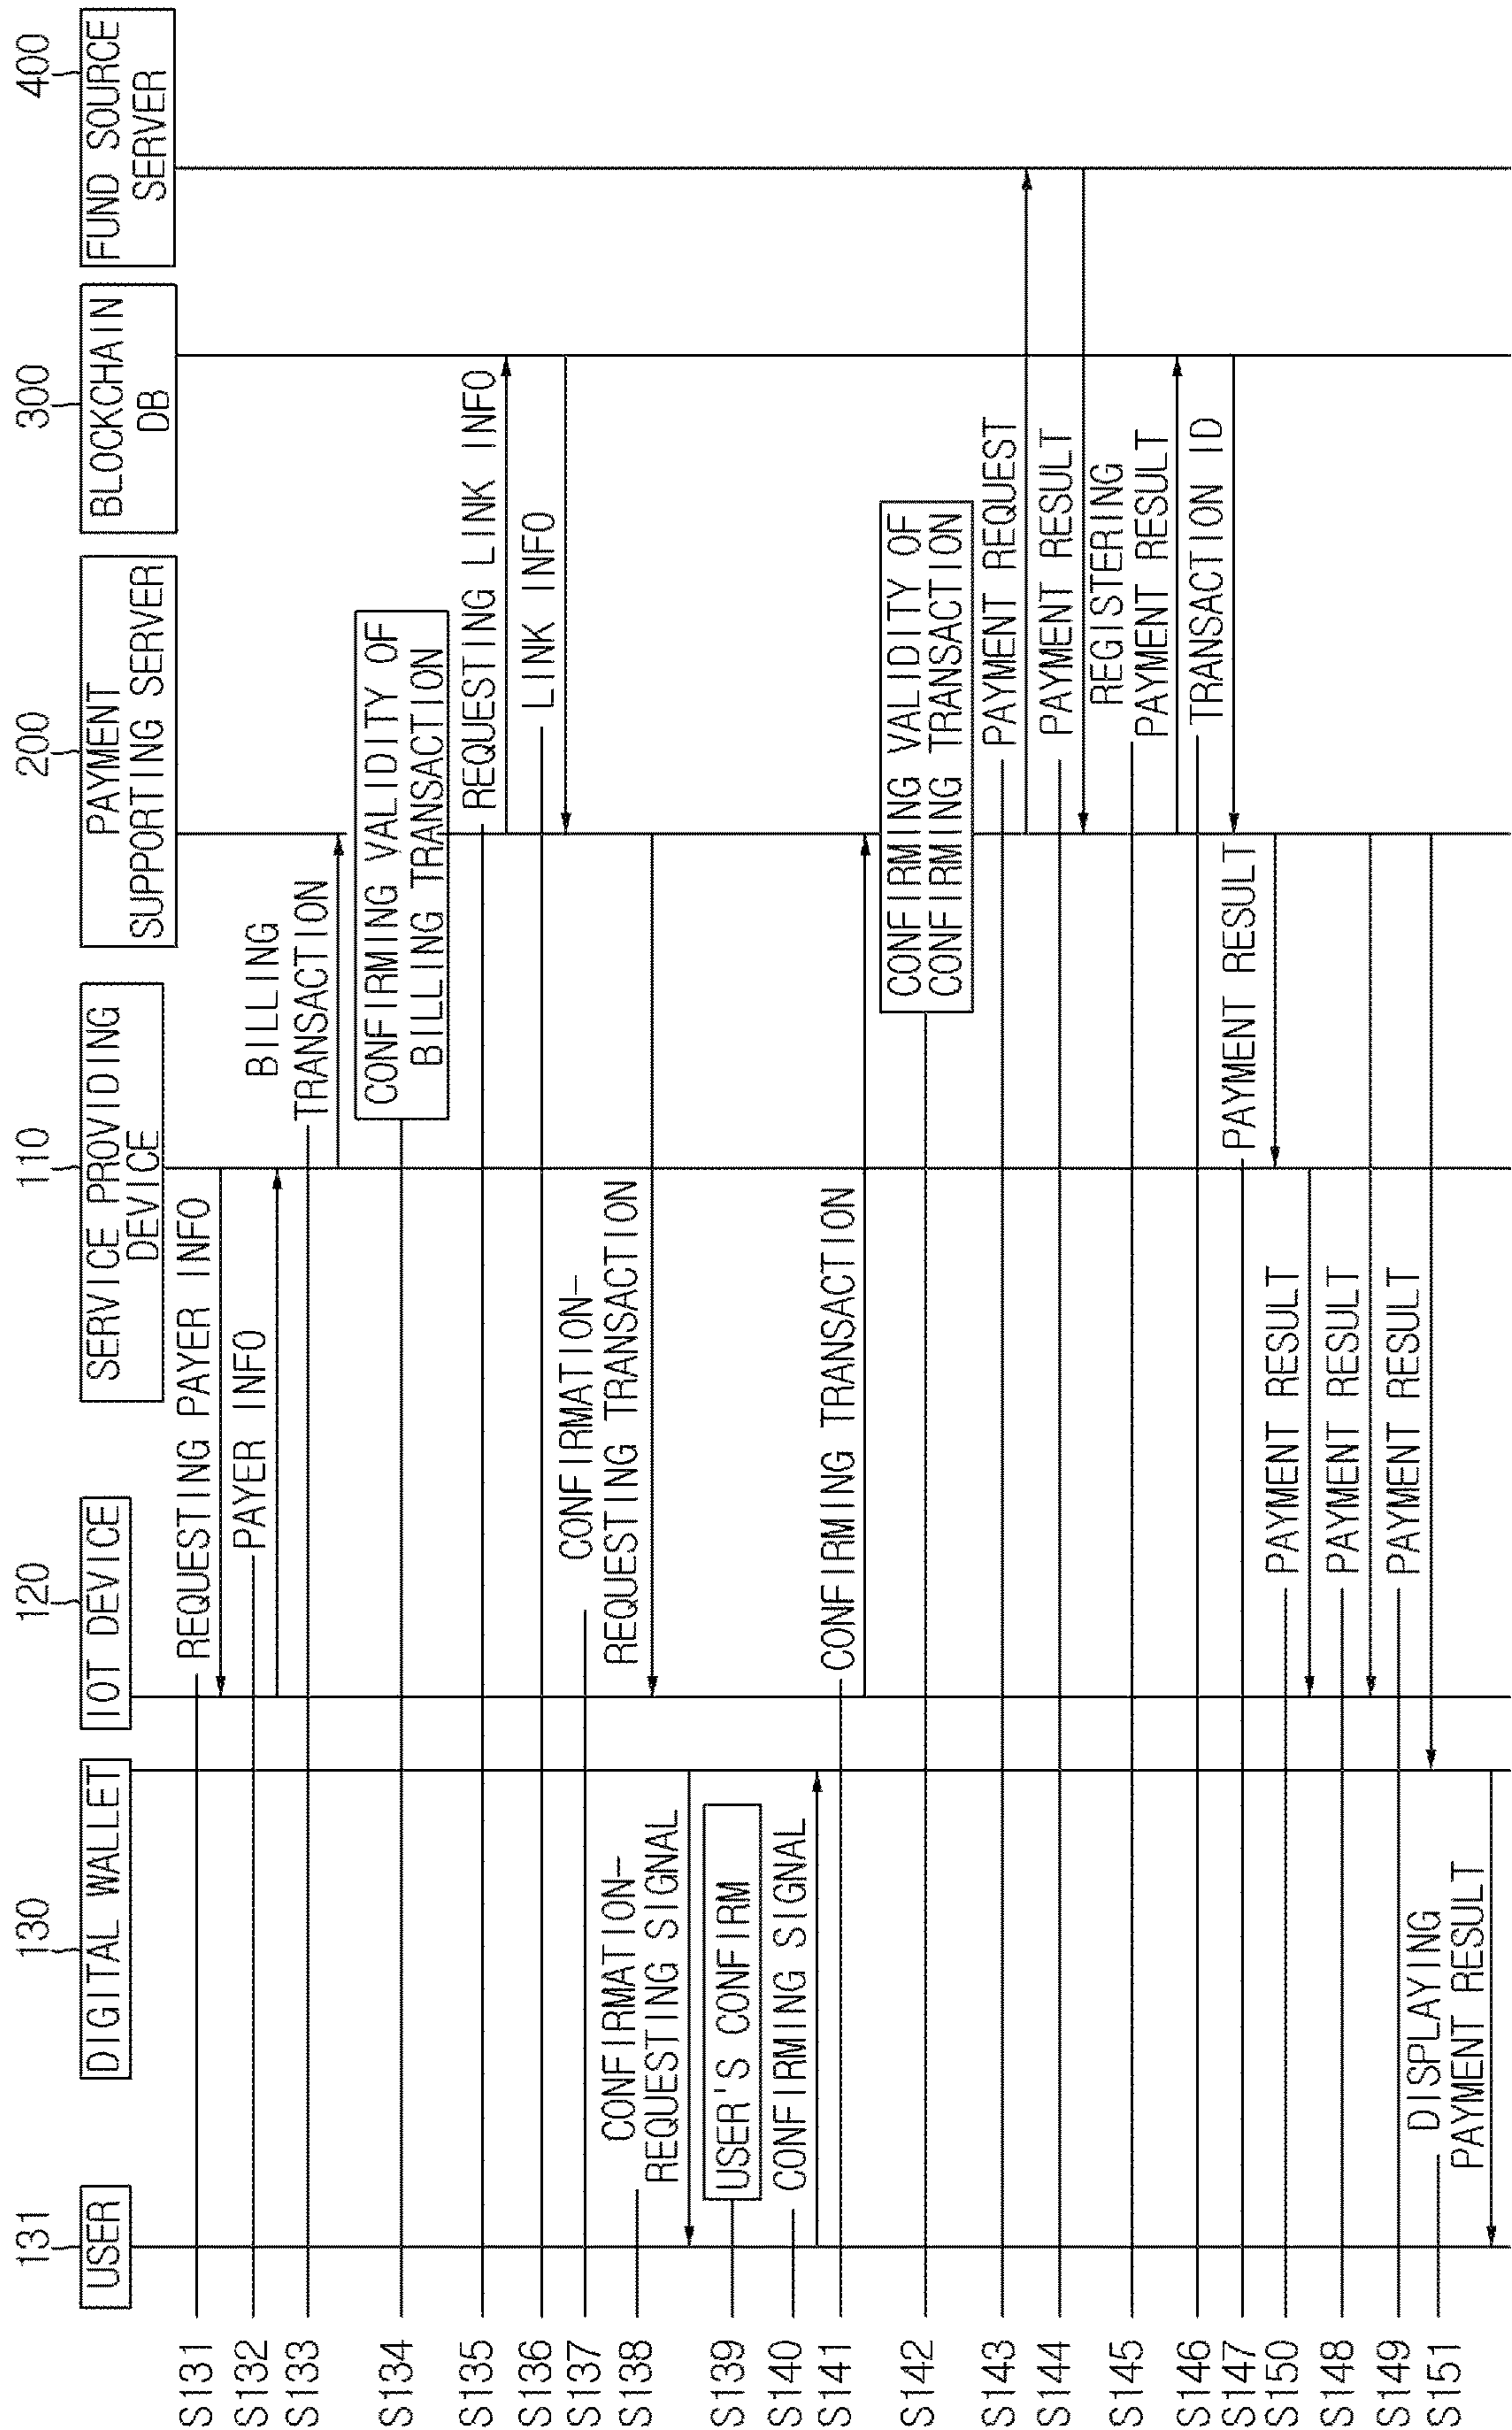 131
130
120
110
200
300
400
USER
DIGITAL WALLET
IOT DEVICE
SERVICE PROVIDING
DEVICE
PAYMENT
SUPPORTING SERVER
BLOCKCHAIN
DB
FUND SOURCE
SERVER
S131
REQUESTING PAYER INFO
S132
PAYER INFO
S133
BILLING
TRANSACTION
S134
CONFIRMING VALIDITY OF
BILLING TRANSACTION
S135
REQUESTING LINK INFO
S136
LINK INFO
S137
CONFIRMATION-
REQUESTING TRANSACTION
S138
CONFIRMATION-
REQUESTING SIGNAL
S139
USER'S CONFIRM
S140
CONFIRMING SIGNAL
S141
CONFIRMING TRANSACTION
S142
CONFIRMING VALIDITY OF
CONFIRMING TRANSACTION
S143
PAYMENT REQUEST
S144
PAYMENT RESULT
S145
REGISTERING
PAYMENT RESULT
S146
TRANSACTION ID
S147
PAYMENT RESULT
S150
PAYMENT RESULT
S148
PAYMENT RESULT
S149
PAYMENT RESULT
S151
DISPLAYING
PAYMENT RESULT